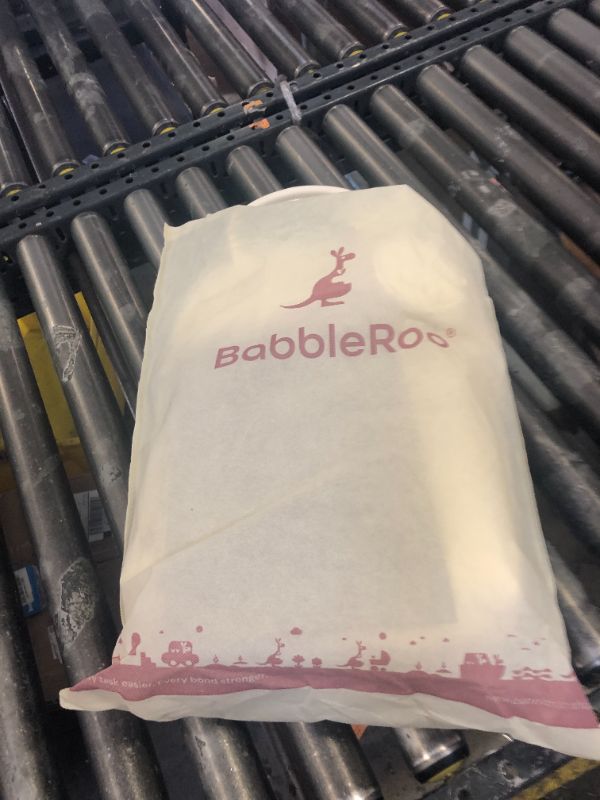 BabbleRoo®
y task easier. Every bond stronger.